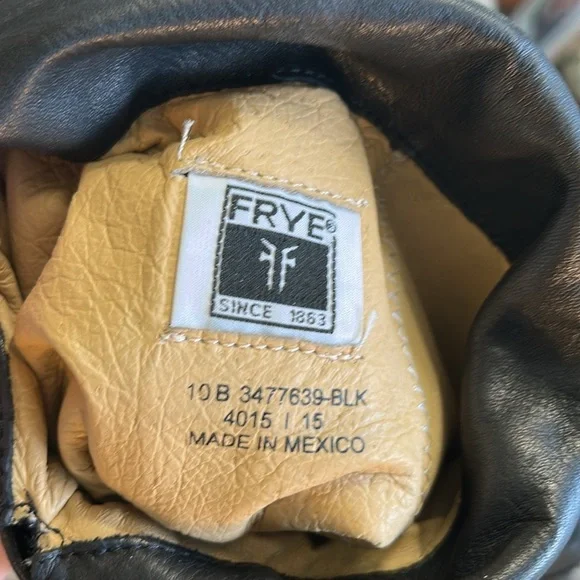 FRYE®
SINCE 1863
10 B 3477639-BLK
4015 | 15
MADE IN MEXICO